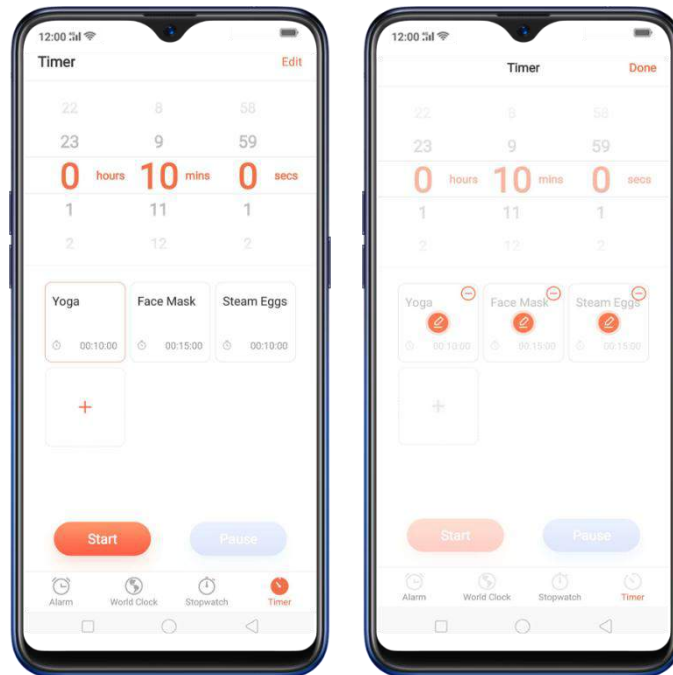 12:00
Timer
Edit
22 8 58
23 9 59
0 hours 10 mins 0 secs
1 11 1
2 12 2
Yoga
00:10:00
Face Mask
00:15:00
Steam Eggs
00:10:00
+
Start
Pause
Alarm
World Clock
Stopwatch
Timer
12:00
Timer
Done
22 8 58
23 9 59
0 hours 10 mins 0 secs
1 11 1
2 12 2
Yoga
00:10:00
Face Mask
00:15:00
Steam Eggs
00:15:00
+
Start
Pause
Alarm
World Clock
Stopwatch
Timer